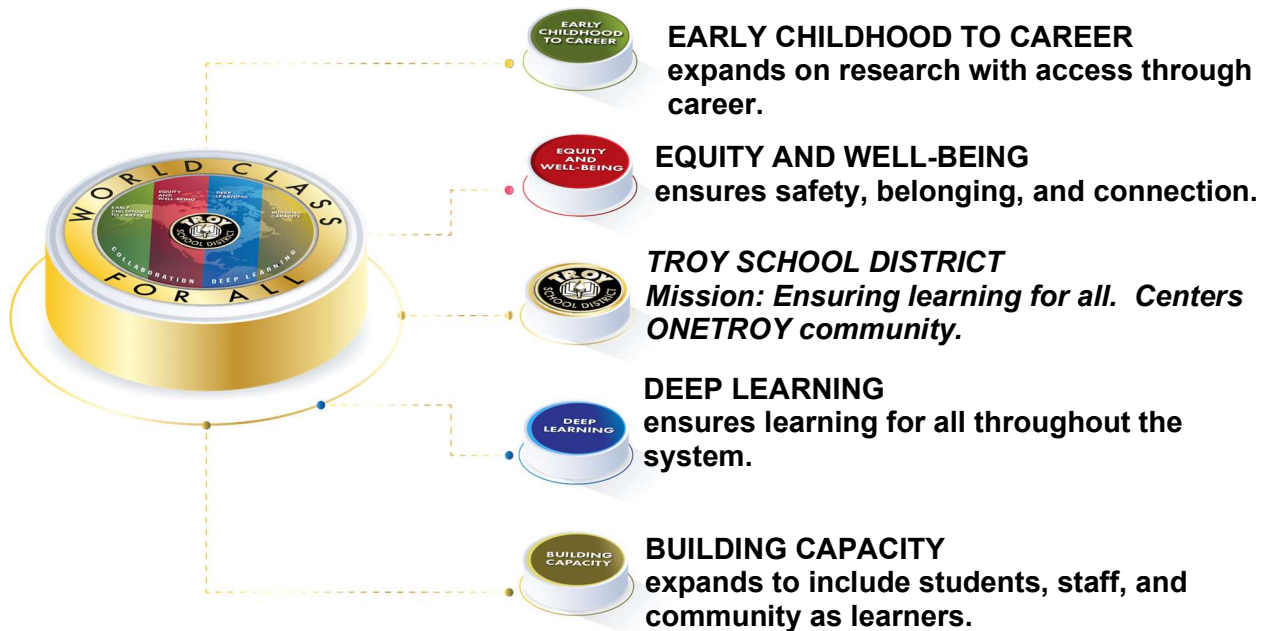 WORLD CLASS
FOR ALL
EARLY
CHILDHOOD
TO CAREER
EQUITY
AND
WELL-BEING
DEEP
LEARNING
BUILDING
CAPACITY
TROY
SCHOOL DISTRICT
COLLABORATION DEEP LEARNING
EARLY
CHILDHOOD
TO CAREER
EARLY CHILDHOOD TO CAREER
expands on research with access through
career.
EQUITY
AND
WELL-BEING
EQUITY AND WELL-BEING
ensures safety, belonging, and connection.
TROY
SCHOOL DISTRICT
TROY SCHOOL DISTRICT
Mission: Ensuring learning for all.  Centers
ONETROY community.
DEEP
LEARNING
DEEP LEARNING
ensures learning for all throughout the
system.
BUILDING
CAPACITY
BUILDING CAPACITY
expands to include students, staff, and
community as learners.